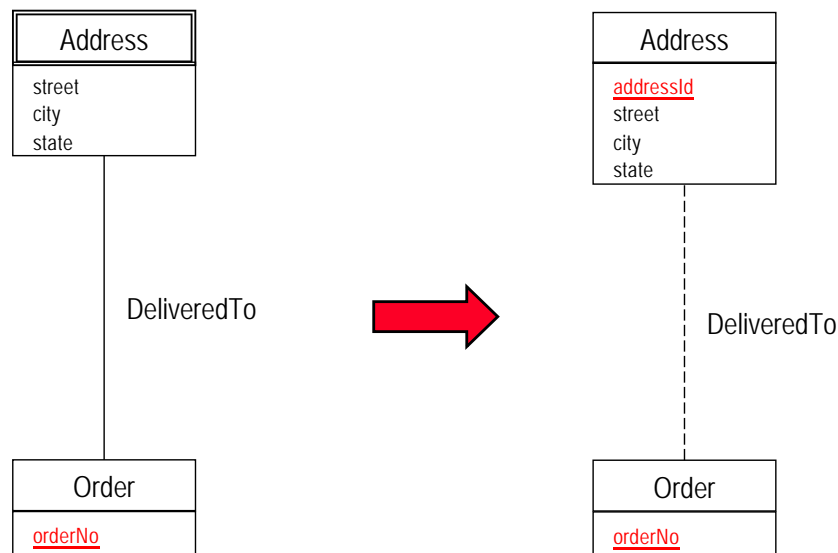 Address
street
city
state
DeliveredTo
Order
orderNo
Address
addressId
street
city
state
DeliveredTo
Order
orderNo